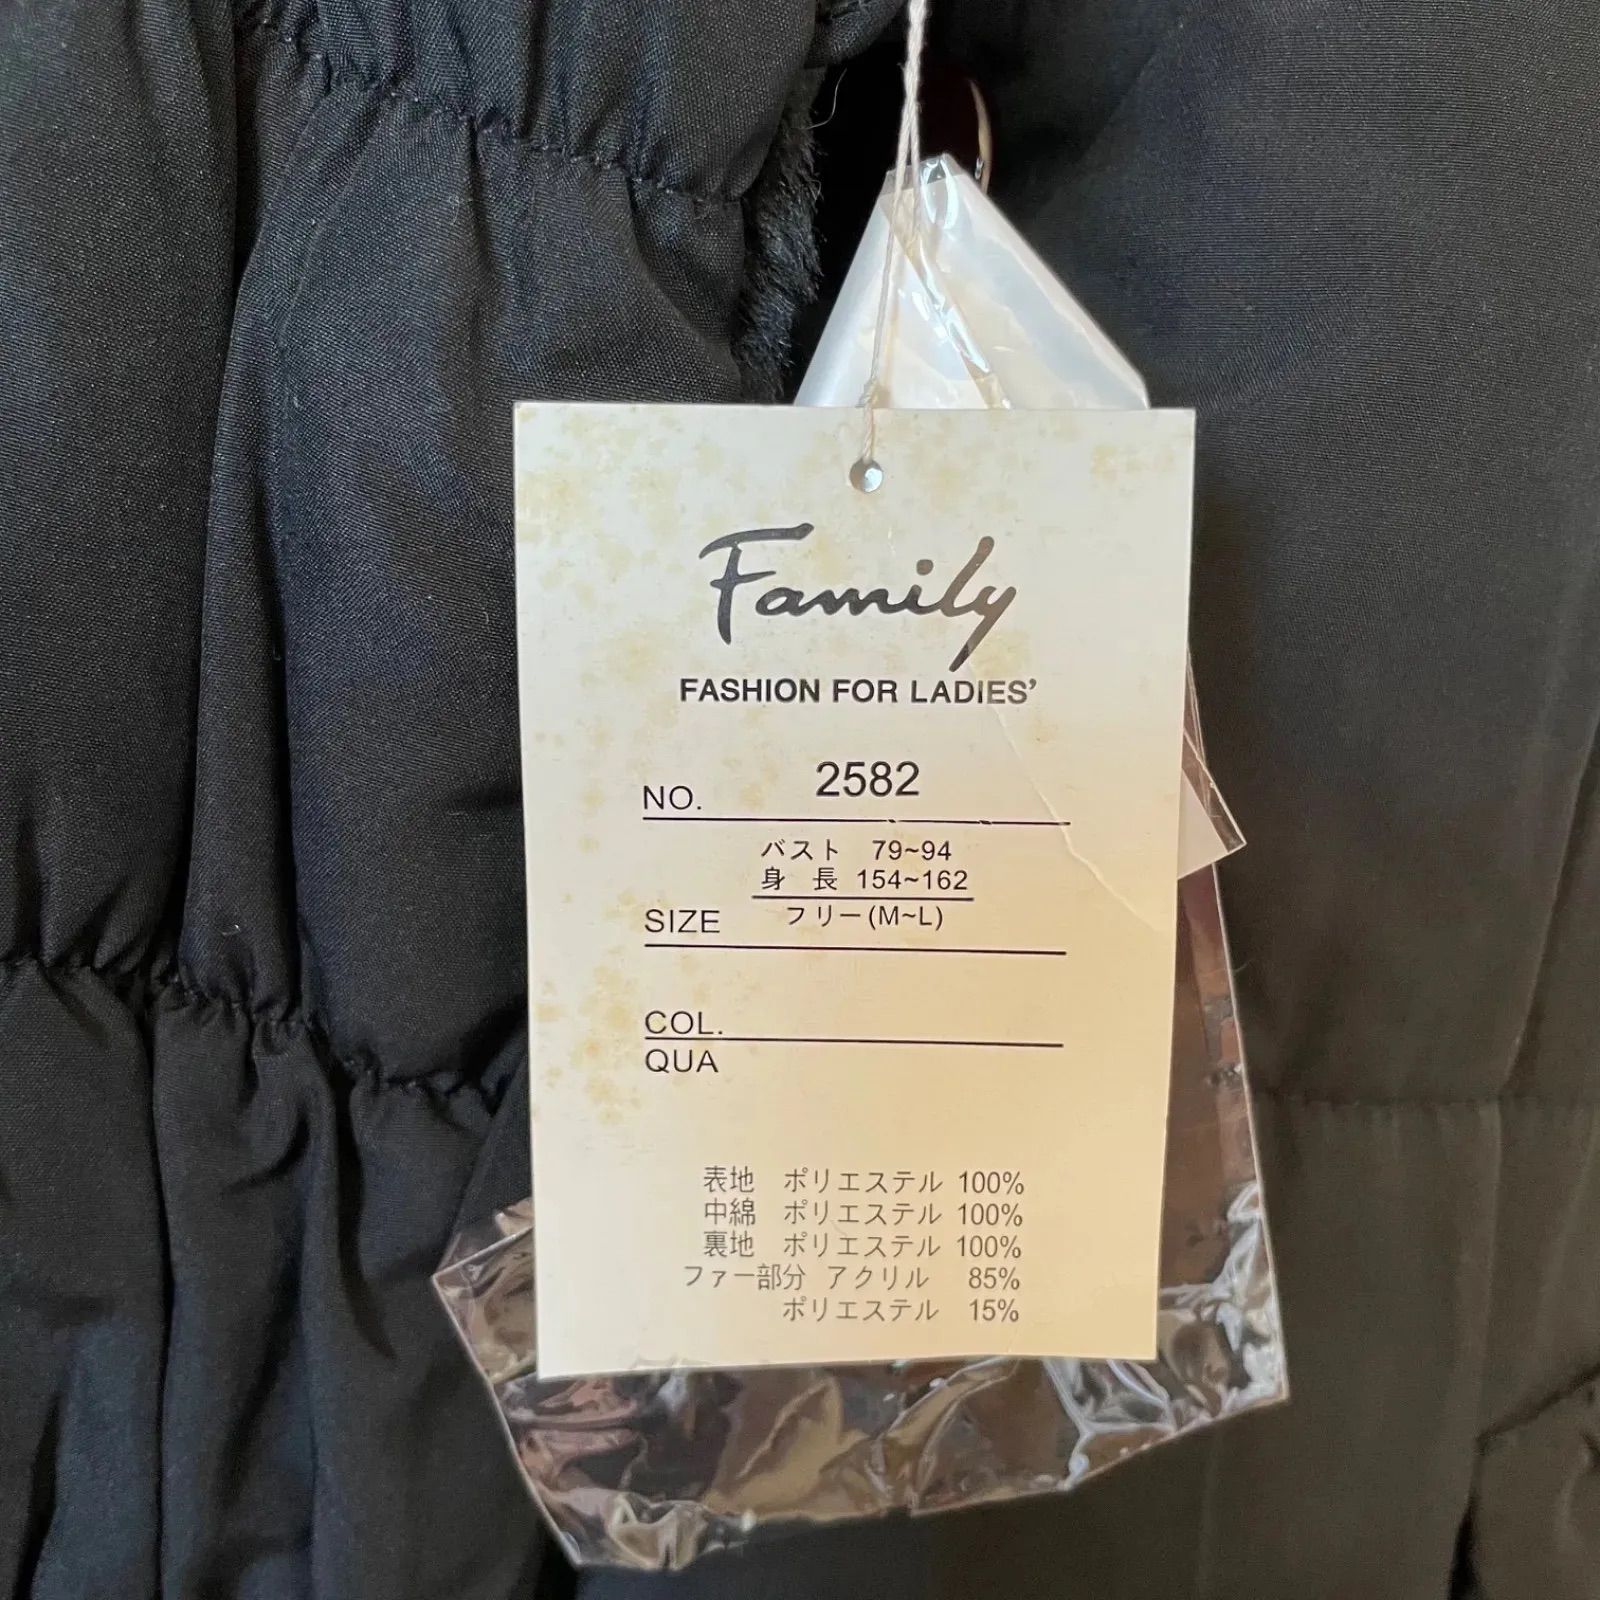 Family
FASHION FOR LADIES’
NO. 2582
バスト 79~94
身 長 154~162
SIZE フリー(M~L)
COL.
QUA
表地 ポリエステル 100%
中綿 ポリエステル 100%
裏地 ポリエステル 100%
ファー部分 アクリル 85%
ポリエステル 15%